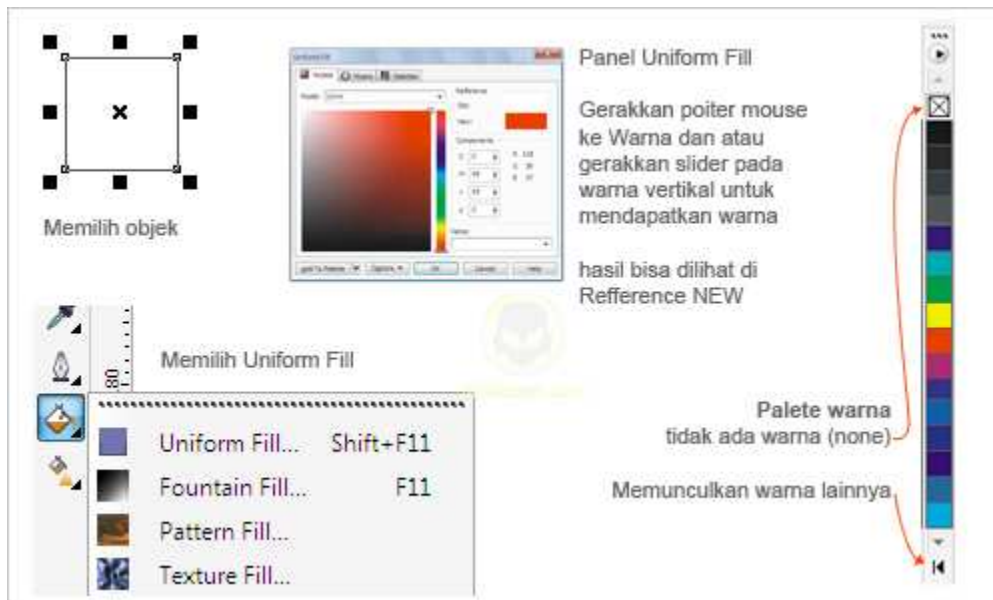 Memilih objek
Panel Uniform Fill
Gerakkan poiter mouse
ke Warna dan atau
gerakkan slider pada
warna vertikal untuk
mendapatkan warna
hasil bisa dilihat di
Refference NEW
Memilih Uniform Fill
80
Uniform Fill... Shift+F11
Fountain Fill... F11
Pattern Fill...
Texture Fill...
Palete warna
tidak ada warna (none)
Memunculkan warna lainnya